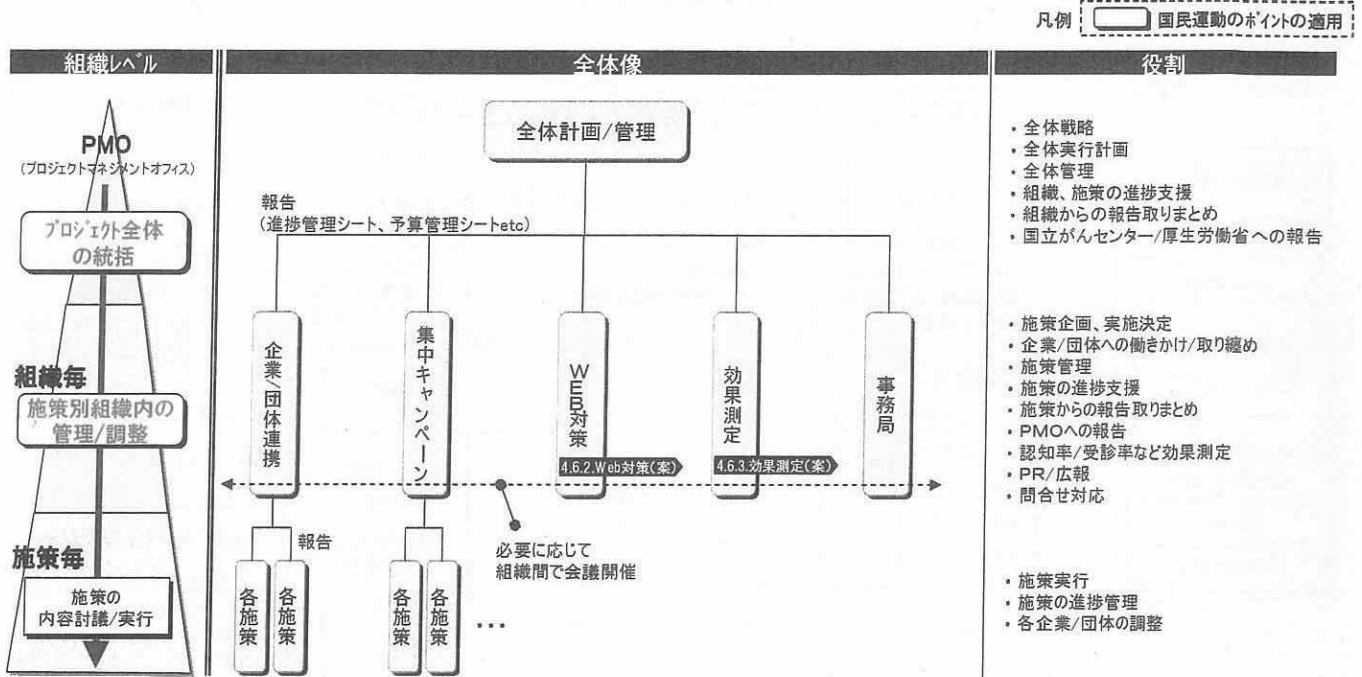 凡例
国民運動のポイントの適用
組織レベル
全体像
役割
PMO
(プロジェクトマネジメントオフィス)
プロジェクト全体
の統括
組織毎
施策別組織内の
管理/調整
施策毎
施策の
内容討議/実行
全体計画/管理
報告
(進捗管理シート、予算管理シートetc)
企業/団体連携
集中キャンペーン
WEB対策
効果測定
事務局
4.6.2.Web対策(案)
4.6.3.効果測定(案)
報告
必要に応じて
組織間で会議開催
各施策
各施策
各施策
各施策
...
・全体戦略
・全体実行計画
・全体管理
・組織、施策の進捗支援
・組織からの報告取りまとめ
・国立がんセンター/厚生労働省への報告
・施策企画、実施決定
・企業/団体への働きかけ/取り纏め
・施策管理
・施策の進捗支援
・施策からの報告取りまとめ
・PMOへの報告
・認知率/受診率など効果測定
・PR/広報
・問合せ対応
・施策実行
・施策の進捗管理
・各企業/団体の調整